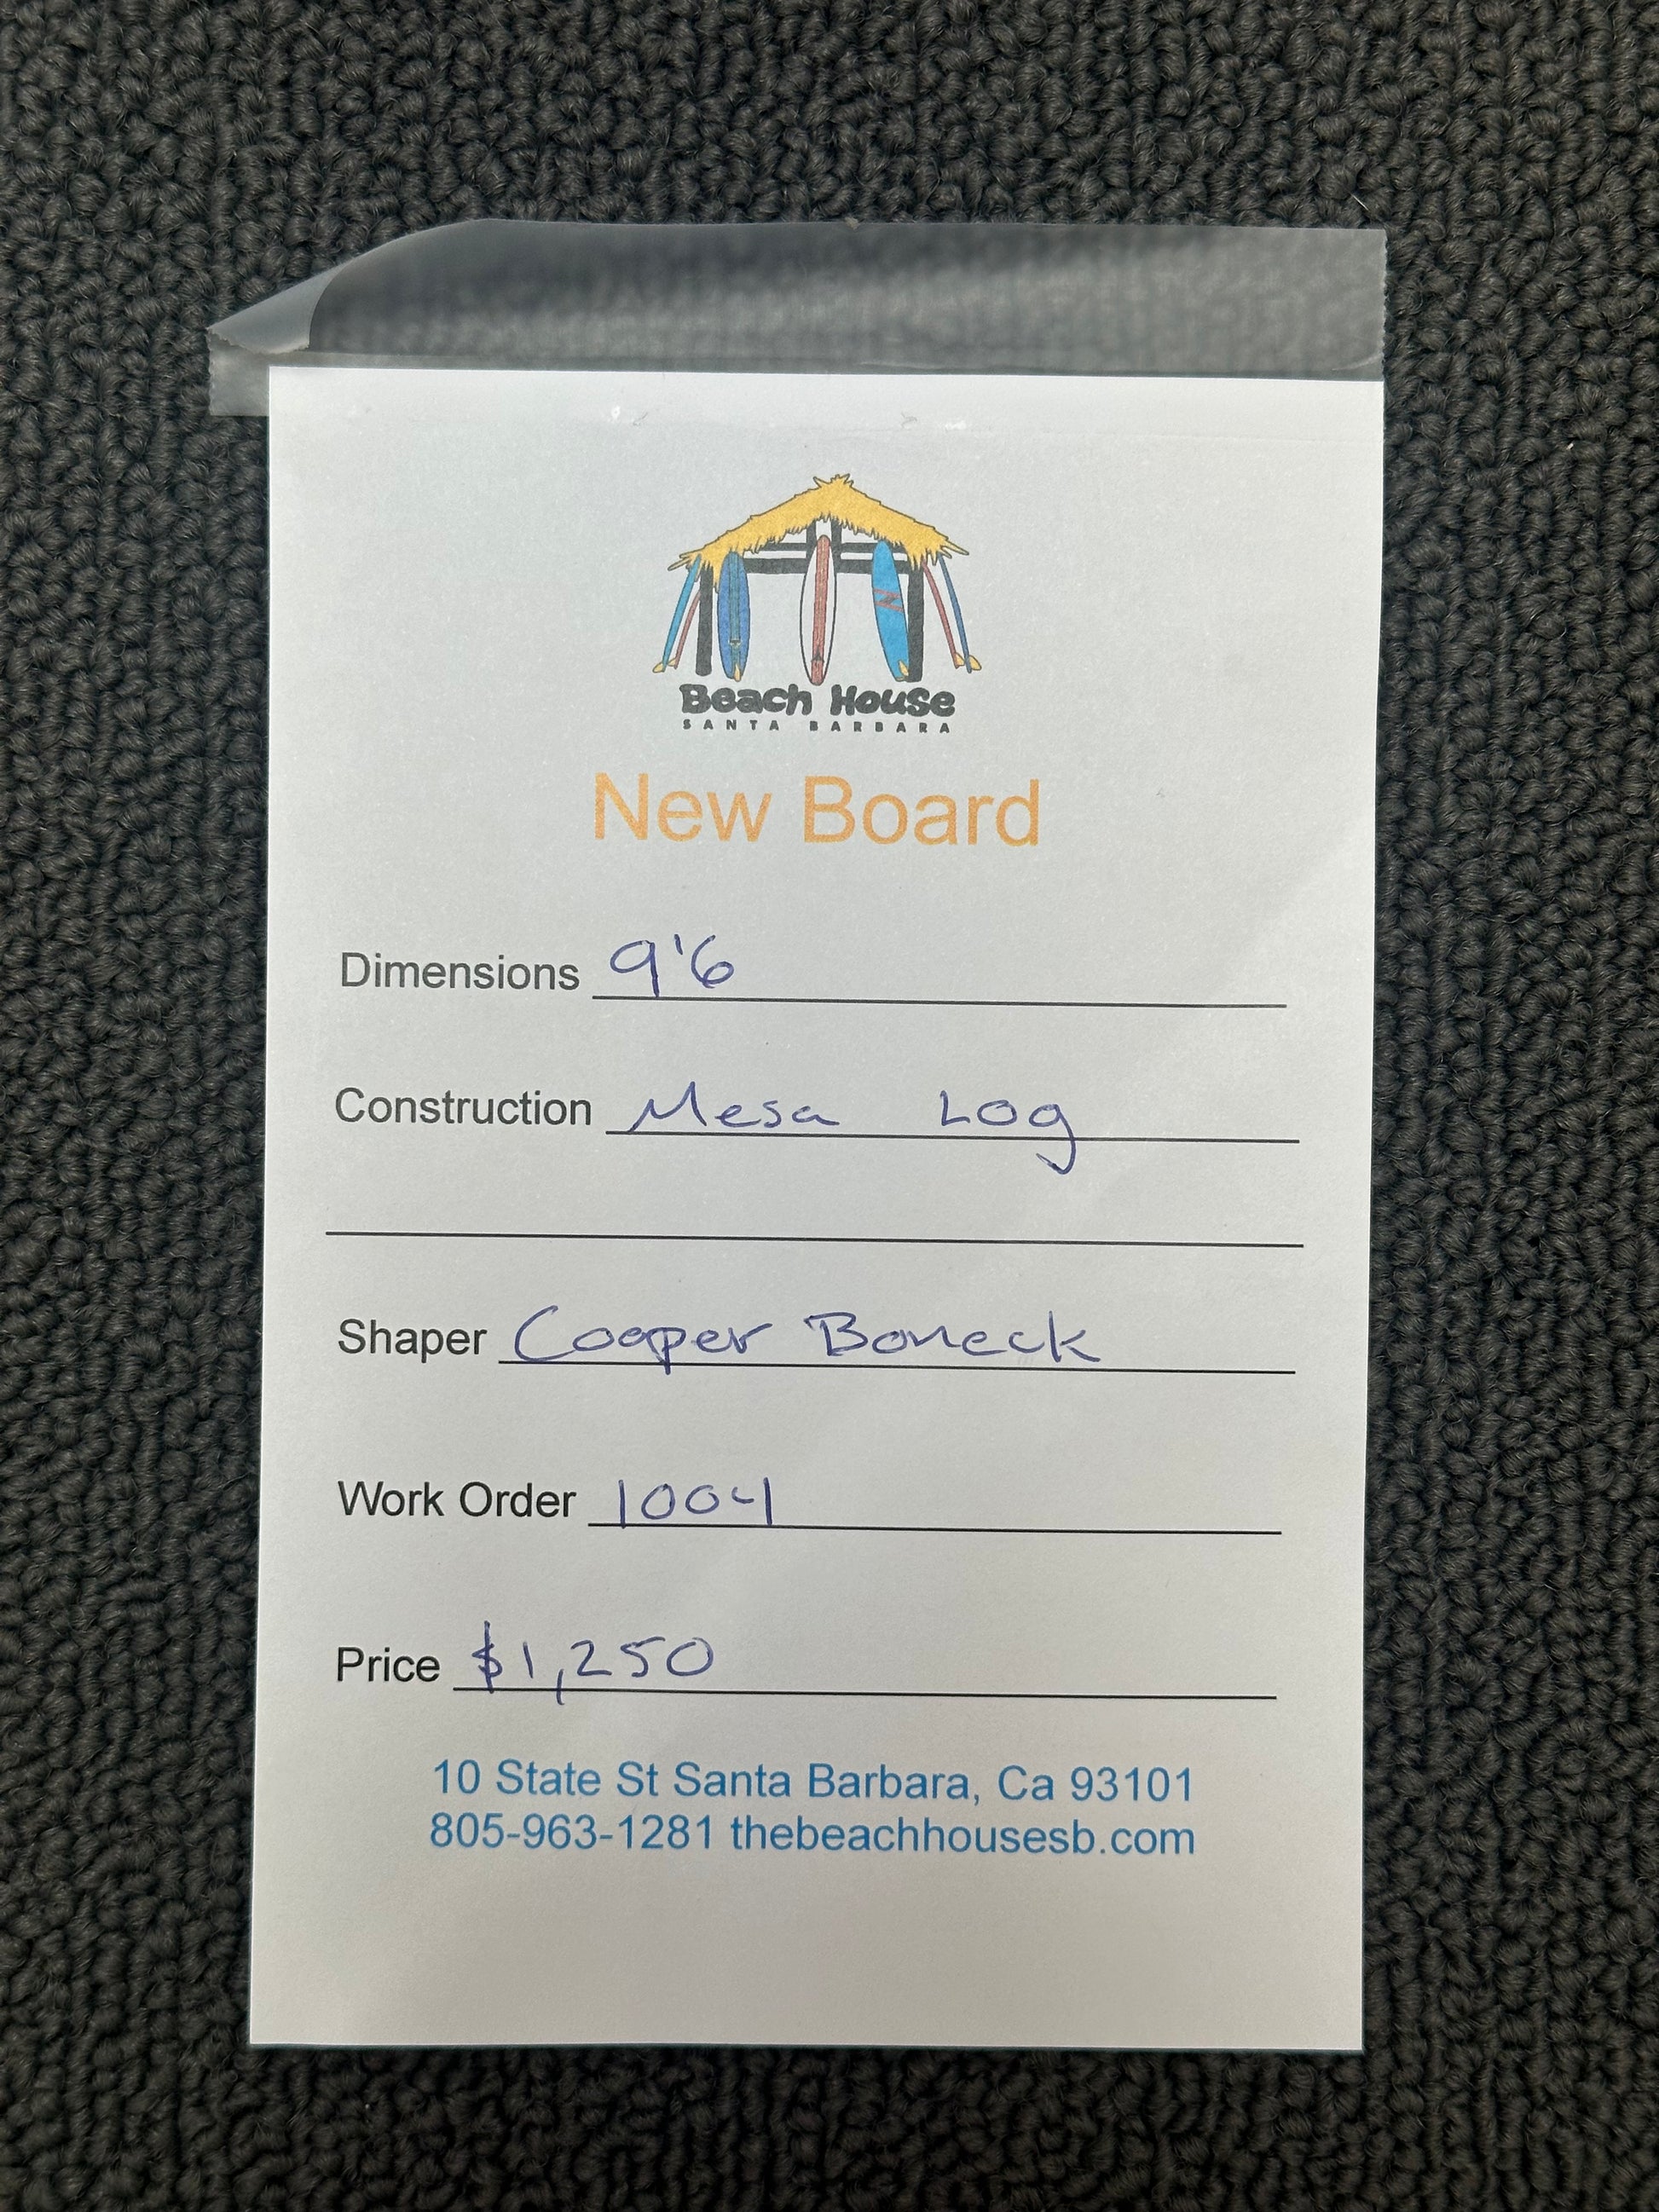 Beach House
SANTA BARBARA
New Board
Dimensions 9'6
Construction Mesa Log
Shaper Cooper Boneck
Work Order 1004
Price $1,250
10 State St Santa Barbara, Ca 93101
805-963-1281 thebeachhousesb.com